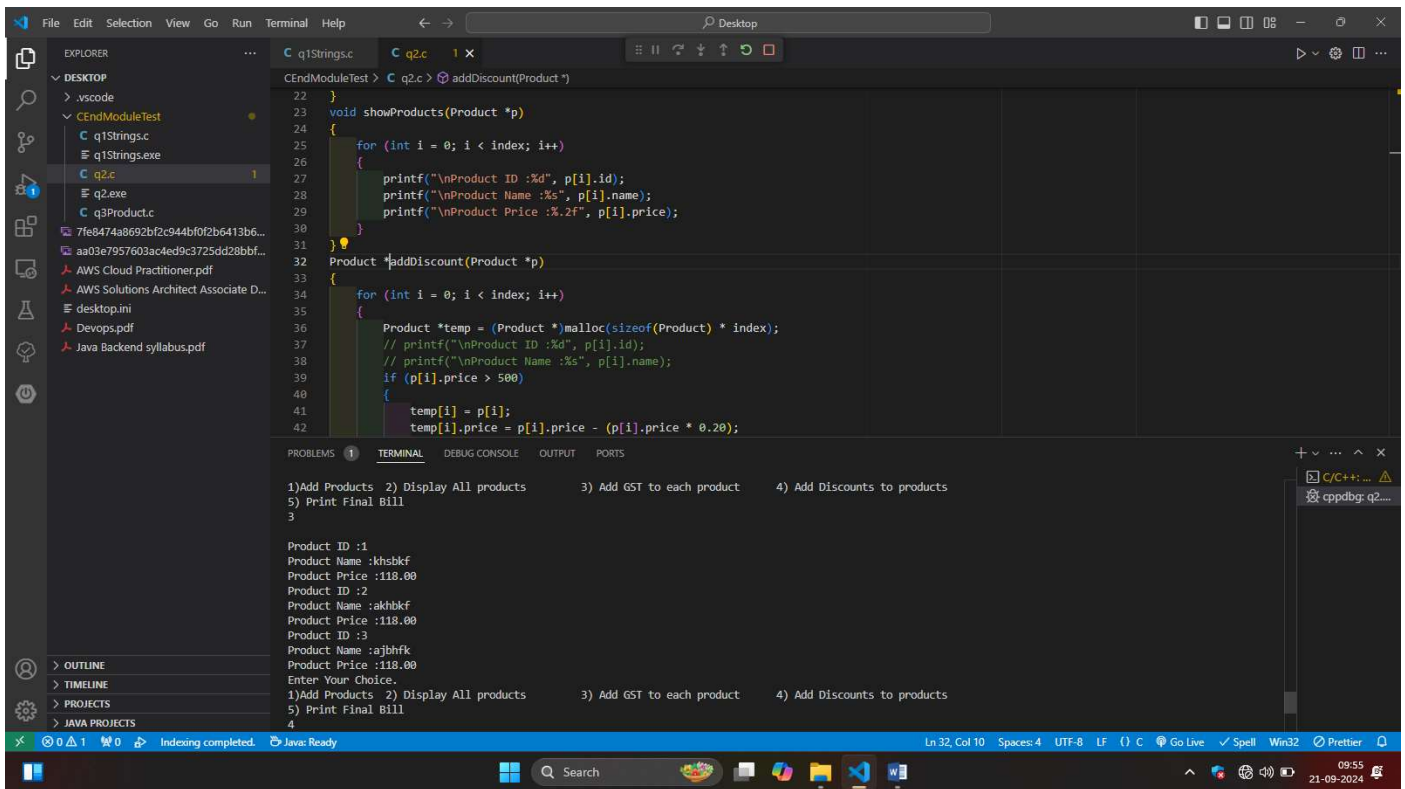 File Edit Selection View Go Run Terminal Help
Desktop
EXPLORER
DESKTOP
.vscode
CEndModuleTest
C q1Strings.c
q1Strings.exe
C q2.c 1
q2.exe
C q3Product.c
7fe8474a8692bf2c944bf0f2b6413b6...
aa03e7957603ac4ed9c3725dd28bbf...
AWS Cloud Practitioner.pdf
AWS Solutions Architect Associate D...
desktop.ini
Devops.pdf
Java Backend syllabus.pdf
OUTLINE
TIMELINE
PROJECTS
JAVA PROJECTS
C q1Strings.c C q2.c 1
CEndModuleTest > C q2.c > addDiscount(Product *)
22 }
23 void showProducts(Product *p)
24 {
25 for (int i = 0; i < index; i++)
26 {
27 printf("\nProduct ID :%d", p[i].id);
28 printf("\nProduct Name :%s", p[i].name);
29 printf("\nProduct Price :%.2f", p[i].price);
30 }
31 }
32 Product *addDiscount(Product *p)
33 {
34 for (int i = 0; i < index; i++)
35 {
36 Product *temp = (Product *)malloc(sizeof(Product) * index);
37 // printf("\nProduct ID :%d", p[i].id);
38 // printf("\nProduct Name :%s", p[i].name);
39 if (p[i].price > 500)
40 {
41 temp[i] = p[i];
42 temp[i].price = p[i].price - (p[i].price * 0.20);
PROBLEMS 1 TERMINAL DEBUG CONSOLE OUTPUT PORTS
1)Add Products 2) Display All products 3) Add GST to each product 4) Add Discounts to products
5) Print Final Bill
3
Product ID :1
Product Name :khsbkf
Product Price :118.00
Product ID :2
Product Name :akhbkf
Product Price :118.00
Product ID :3
Product Name :ajbhfk
Product Price :118.00
Enter Your Choice.
1)Add Products 2) Display All products 3) Add GST to each product 4) Add Discounts to products
5) Print Final Bill
4
C/C++: ...
cppdbg: q2....
0 1 0 Indexing completed. Java: Ready Ln 32, Col 10 Spaces: 4 UTF-8 LF {} C Go Live Spell Win32 Prettier
Search
09:55
21-09-2024